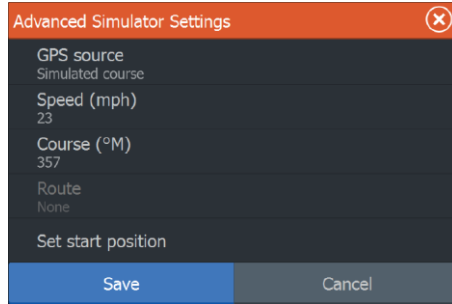 Advanced Simulator Settings
GPS source
Simulated course
Speed (mph)
23
Course (°M)
357
Route
None
Set start position
Save
Cancel